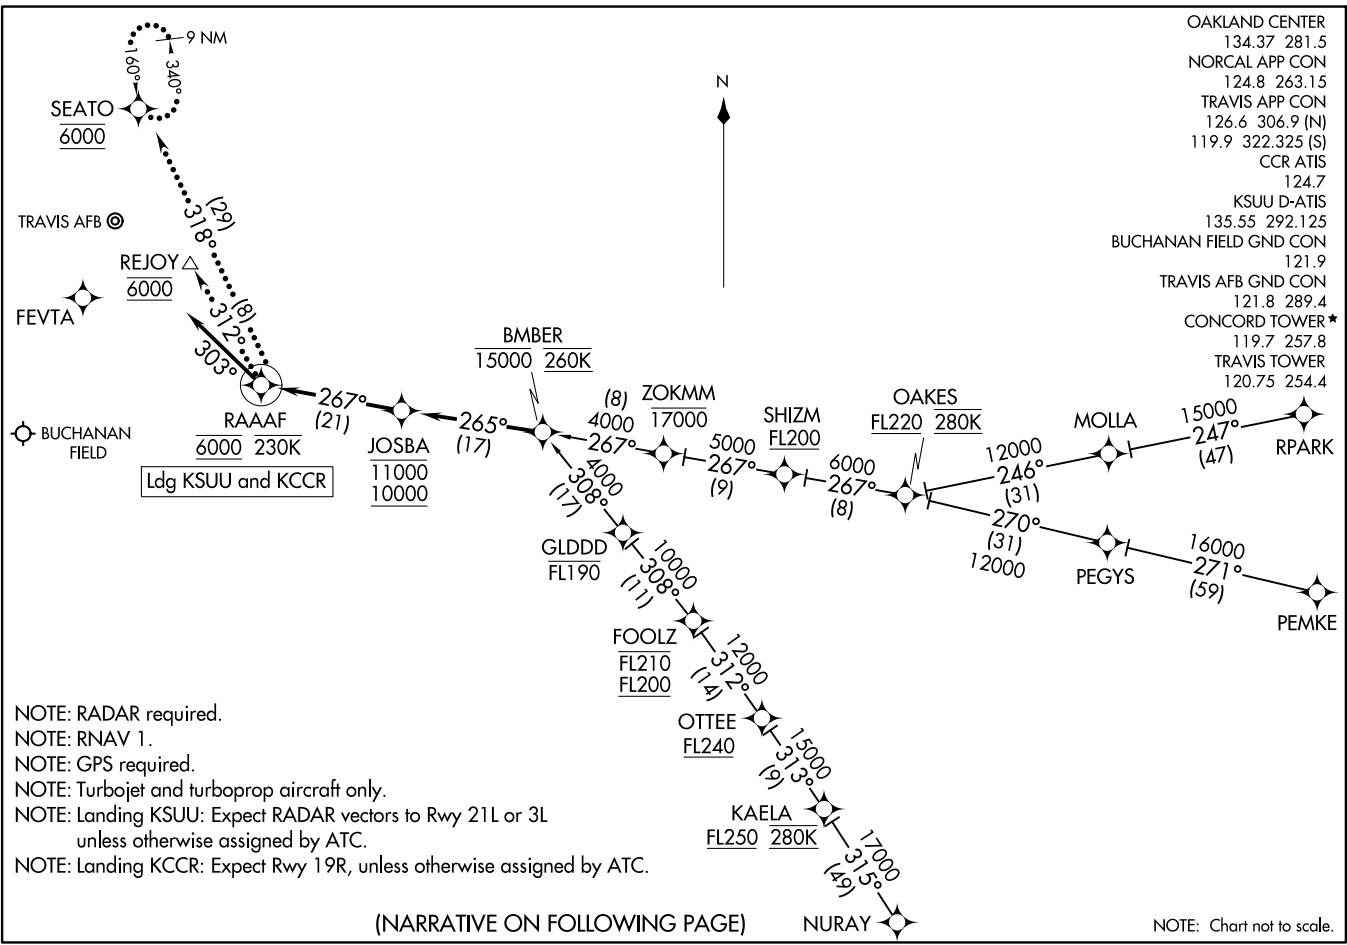 OAKLAND CENTER
134.37 281.5
NORCAL APP CON
124.8 263.15
TRAVIS APP CON
126.6 306.9 (N)
119.9 322.325 (S)
CCR ATIS
124.7
KSUU D-ATIS
135.55 292.125
BUCHANAN FIELD GND CON
121.9
TRAVIS AFB GND CON
121.8 289.4
CONCORD TOWER★
119.7 257.8
TRAVIS TOWER
120.75 254.4
9 NM
160°
340°
SEATO
6000
N
TRAVIS AFB
(29)
318°
REJOY
6000
(8)
312°
303°
FEVTA
BUCHANAN
FIELD
RAAAF
6000 230K
Ldg KSUU and KCCR
267°
(21)
JOSBA
11000
10000
265°
(17)
BMBER
15000 260K
(8)
4000
267°
ZOKMM
17000
5000
267°
(9)
SHIZM
FL200
6000
267°
(8)
OAKES
FL220 280K
12000
246°
(31)
MOLLA
15000
247°
(47)
RPARK
270°
(31)
12000
PEGYS
16000
271°
(59)
PEMKE
4000
308°
(17)
GLDDD
FL190
10000
308°
(11)
FOOLZ
FL210
FL200
12000
312°
(14)
OTTEE
FL240
15000
313°
(9)
KAELA
FL250 280K
17000
315°
(49)
NURAY
NOTE: RADAR required.
NOTE: RNAV 1.
NOTE: GPS required.
NOTE: Turbojet and turboprop aircraft only.
NOTE: Landing KSUU: Expect RADAR vectors to Rwy 21L or 3L
unless otherwise assigned by ATC.
NOTE: Landing KCCR: Expect Rwy 19R, unless otherwise assigned by ATC.
(NARRATIVE ON FOLLOWING PAGE)
NOTE: Chart not to scale.